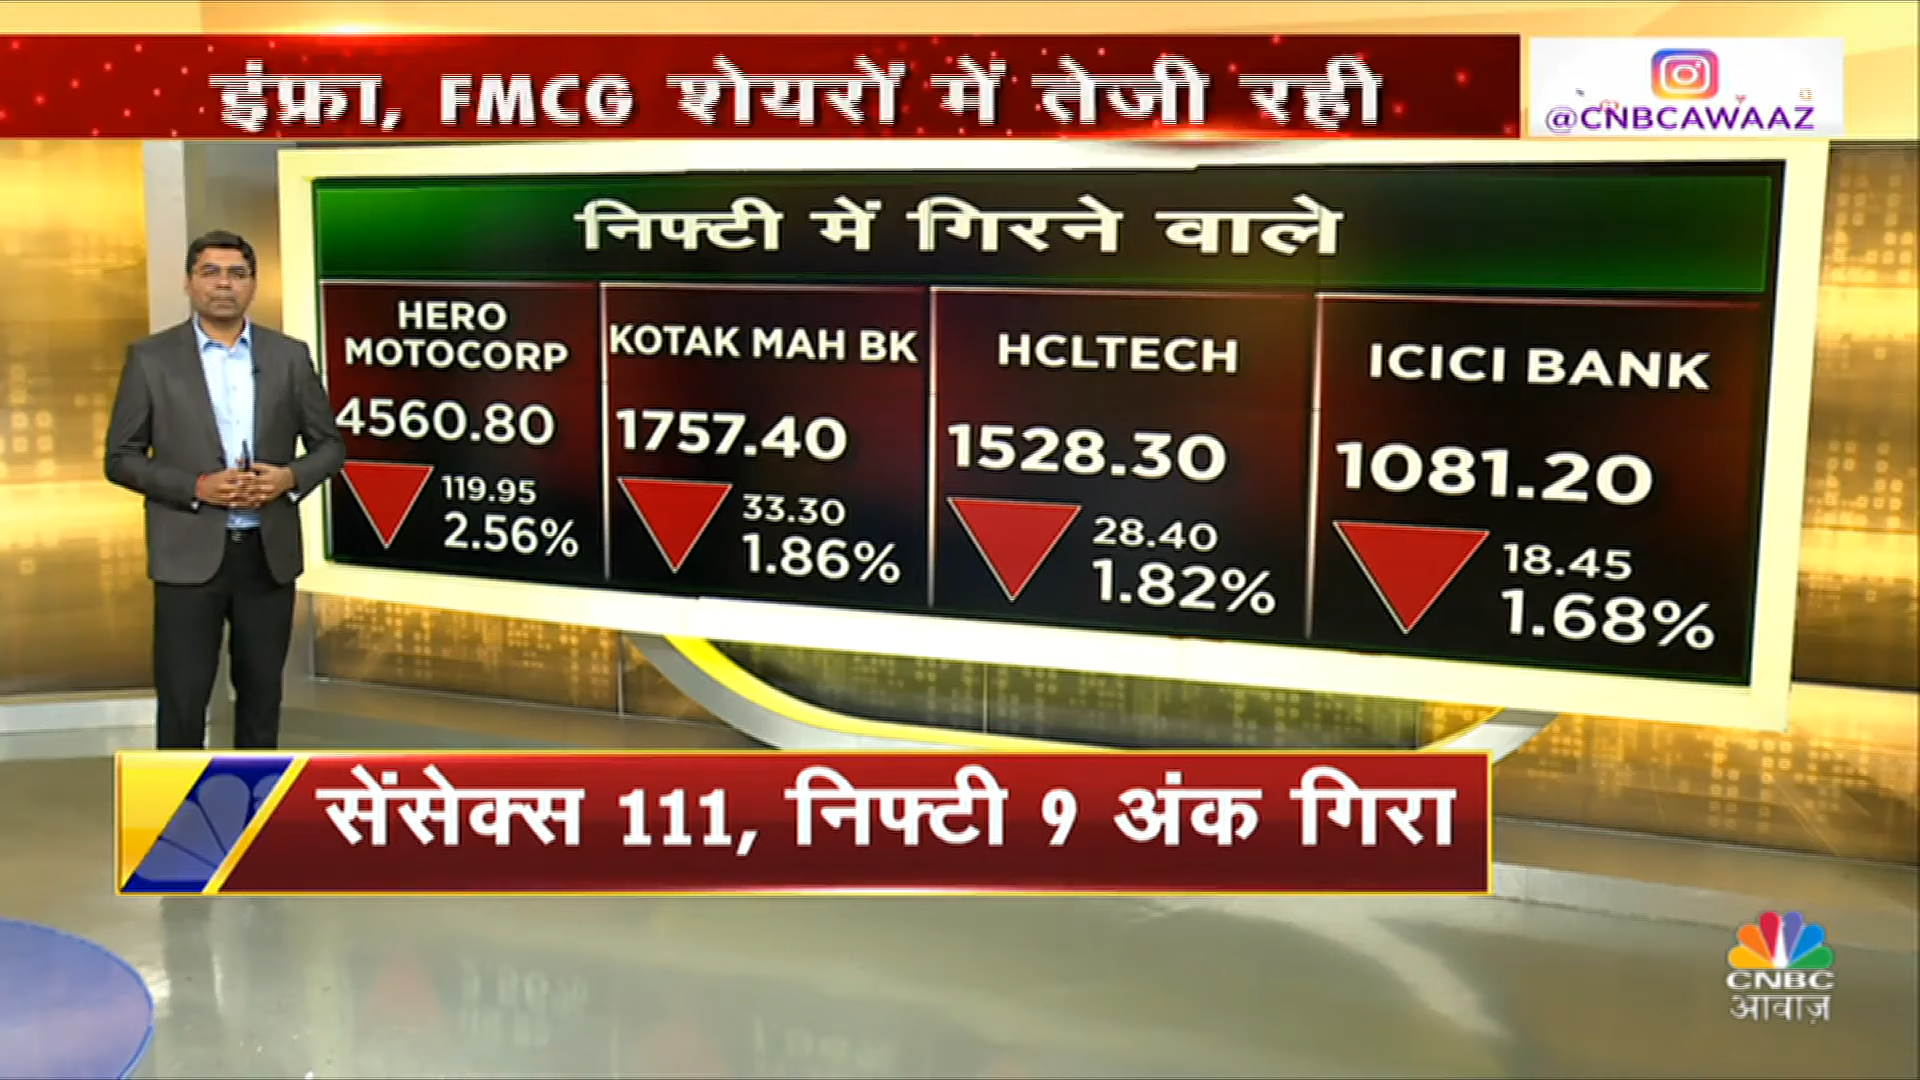 इंफ्रा, FMCG शेयरों में तेजी रही
@CNBCAWAAZ
निफ्टी में गिरने वाले
HERO
MOTOCORP
4560.80
119.95
2.56%
KOTAK MAH BK
1757.40
33.30
1.86%
HCLTECH
1528.30
28.40
1.82%
ICICI BANK
1081.20
18.45
1.68%
सेंसेक्स 111, निफ्टी 9 अंक गिरा
CNBC
आवाज़